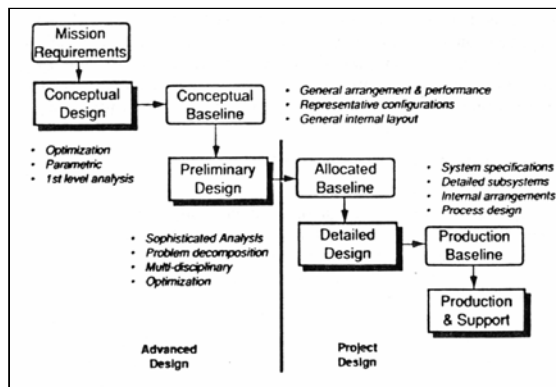 Mission
Requirements
Conceptual
Design
Conceptual
Baseline
• General arrangement & performance
• Representative configurations
• General internal layout
• Optimization
• Parametric
• 1st level analysis
Preliminary
Design
Allocated
Baseline
• System specifications
• Detailed subsystems
• Internal arrangements
• Process design
• Sophisticated Analysis
• Problem decomposition
• Multi-disciplinary
• Optimization
Detailed
Design
Production
Baseline
Production
& Support
Advanced
Design
Project
Design